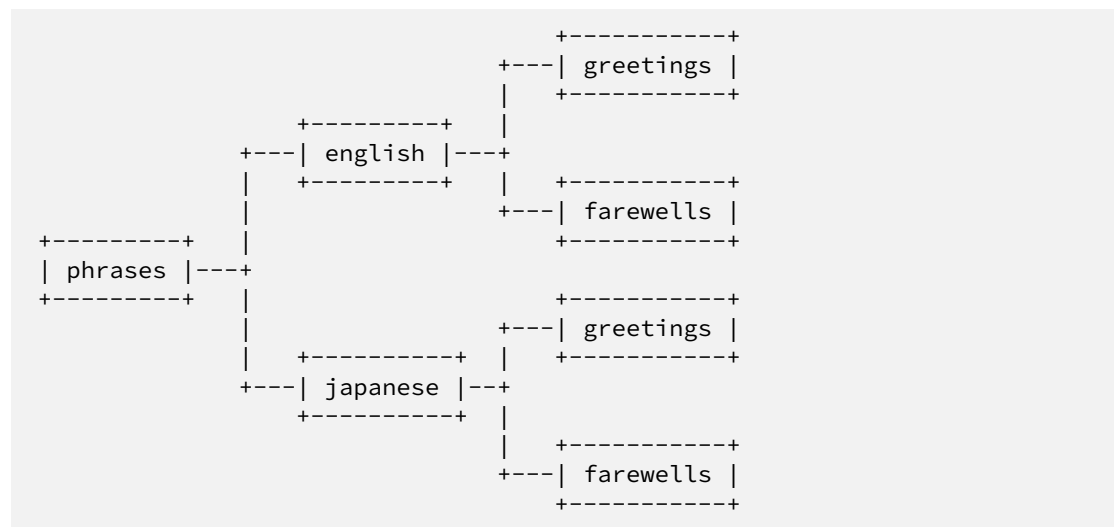 +-----------+
                                +---| greetings |
                                |   +-----------+
                  +---------+   |
              +---| english |---+
              |   +---------+   |   +-----------+
              |                 +---| farewells |
+---------+   |                     +-----------+
| phrases |---+
+---------+   |                     +-----------+
              |                 +---| greetings |
              |   +----------+  |   +-----------+
              +---| japanese |--+
                  +----------+  |
                                |   +-----------+
                                +---| farewells |
                                    +-----------+